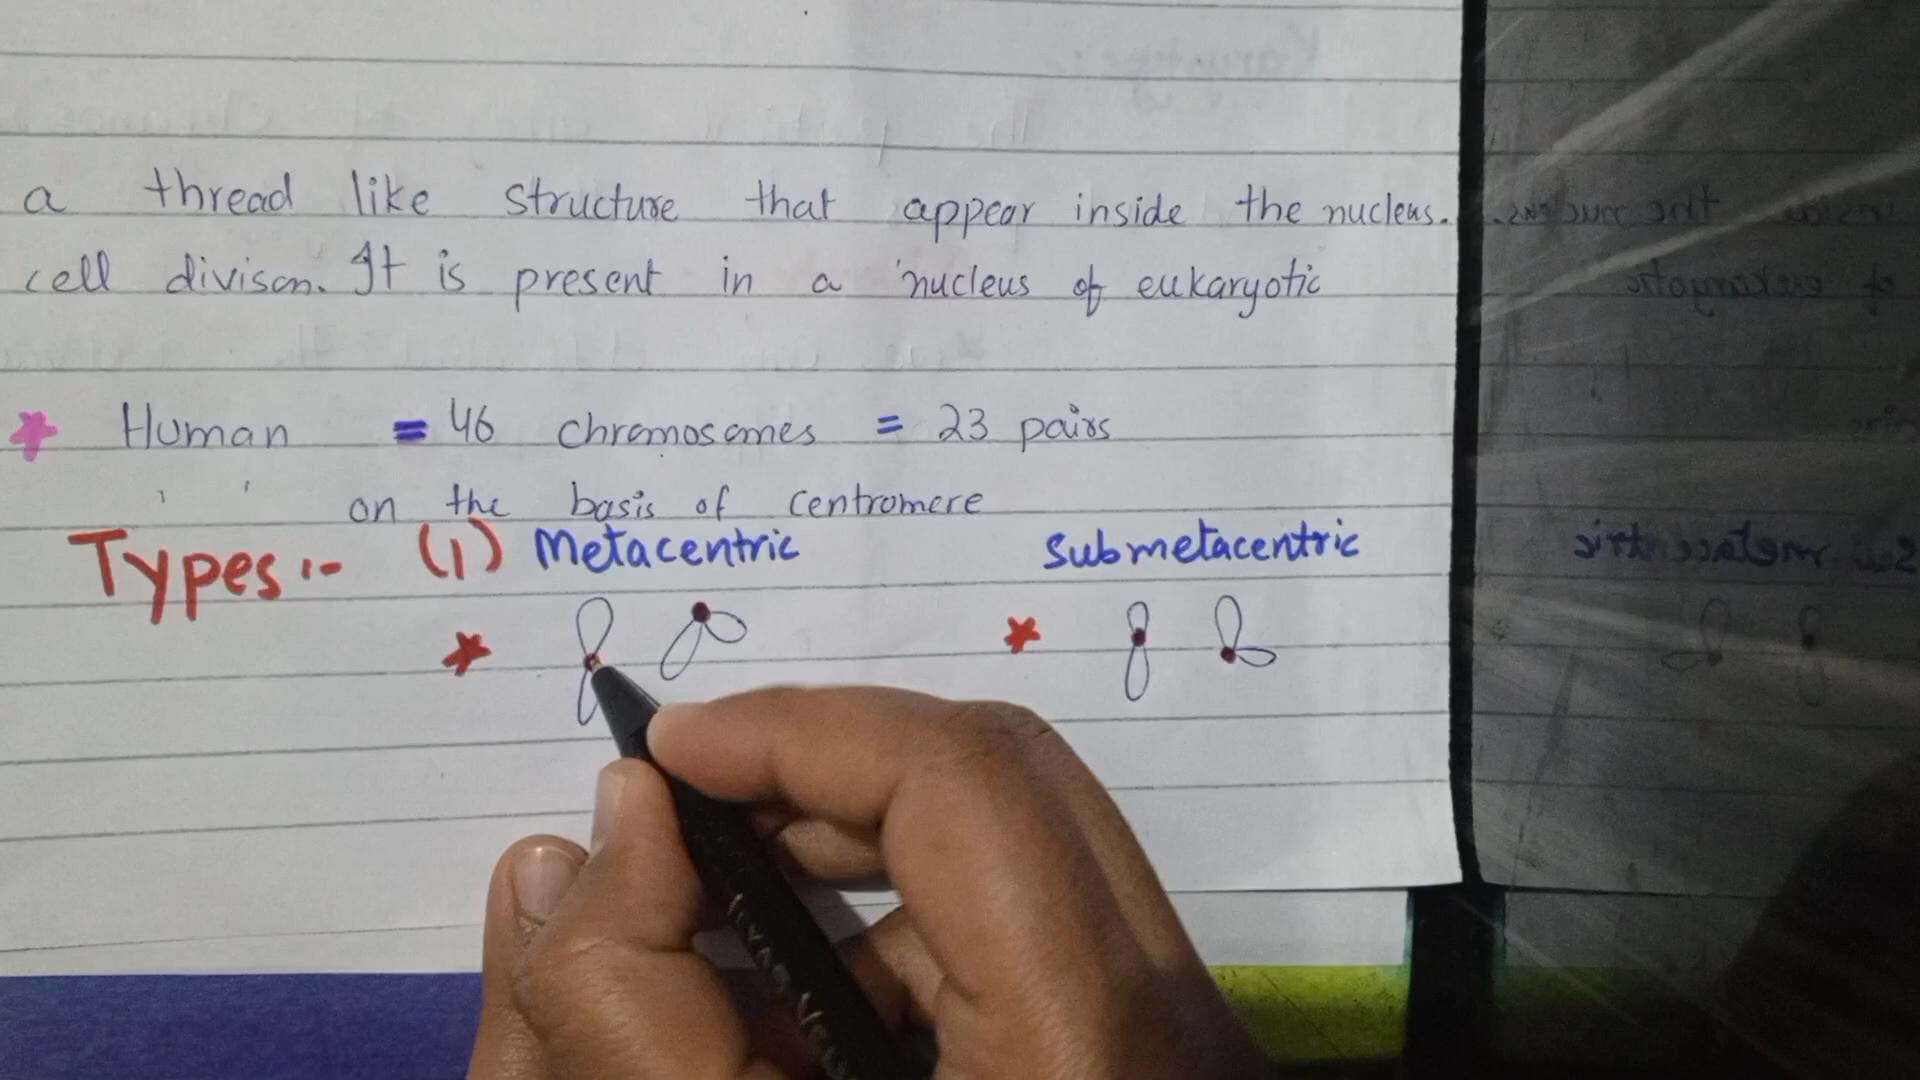 a thread like structure that appear inside the nucleus.
cell divison. It is present in a nucleus of eukaryotic
Human = 46 chromosomes = 23 pairs
on the basis of centromere
Types:- (1) Metacentric Submetacentric